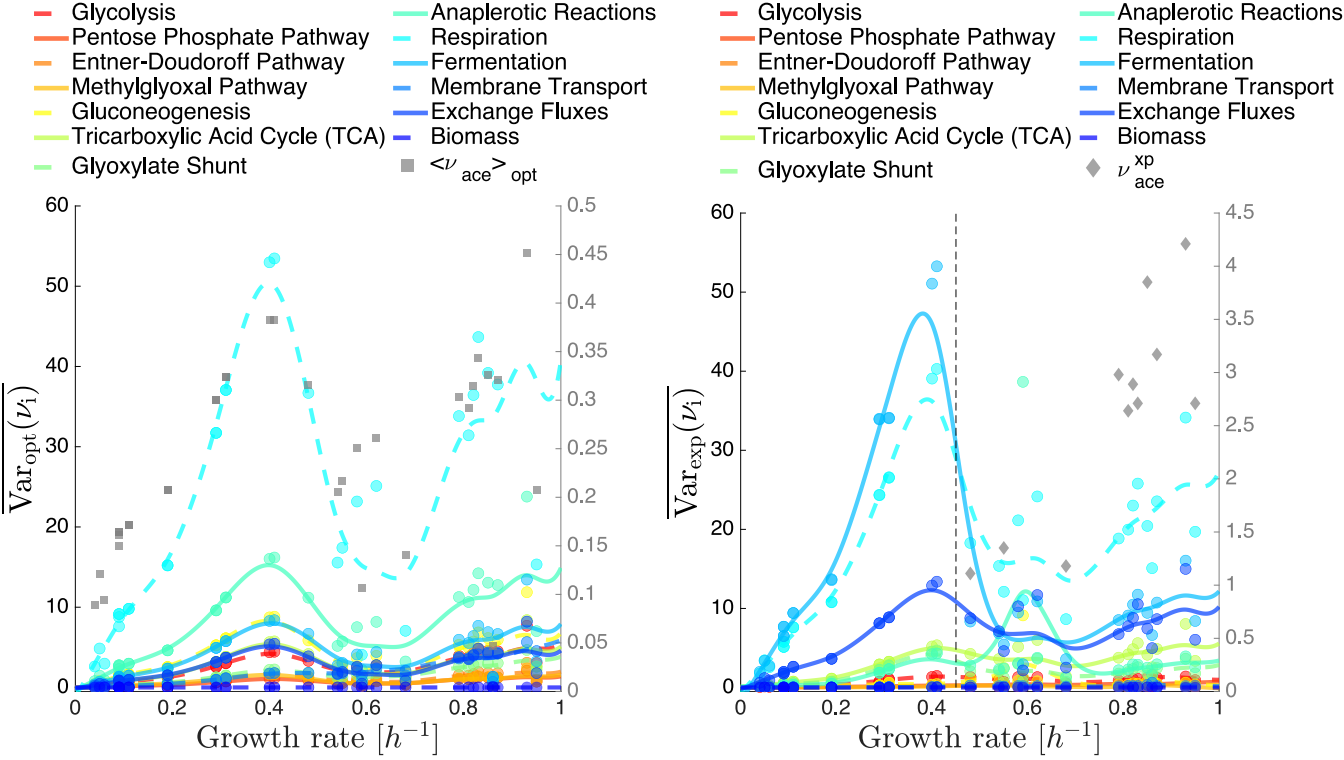 Glycolysis
Pentose Phosphate Pathway
Entner-Doudoroff Pathway
Methylglyoxal Pathway
Gluconeogenesis
Tricarboxylic Acid Cycle (TCA)
Glyoxylate Shunt
Anaplerotic Reactions
Respiration
Fermentation
Membrane Transport
Exchange Fluxes
Biomass
<ν ace>opt
60
50
40
30
20
10
0
Var opt (ν i)
0.5
0.45
0.4
0.35
0.3
0.25
0.2
0.15
0.1
0.05
0
0 0.2 0.4 0.6 0.8 1
Growth rate [h⁻¹]
Glycolysis
Pentose Phosphate Pathway
Entner-Doudoroff Pathway
Methylglyoxal Pathway
Gluconeogenesis
Tricarboxylic Acid Cycle (TCA)
Glyoxylate Shunt
Anaplerotic Reactions
Respiration
Fermentation
Membrane Transport
Exchange Fluxes
Biomass
ν xp ace
60
50
40
30
20
10
0
Var exp (ν i)
4.5
4
3.5
3
2.5
2
1.5
1
0.5
0
0 0.2 0.4 0.6 0.8 1
Growth rate [h⁻¹]